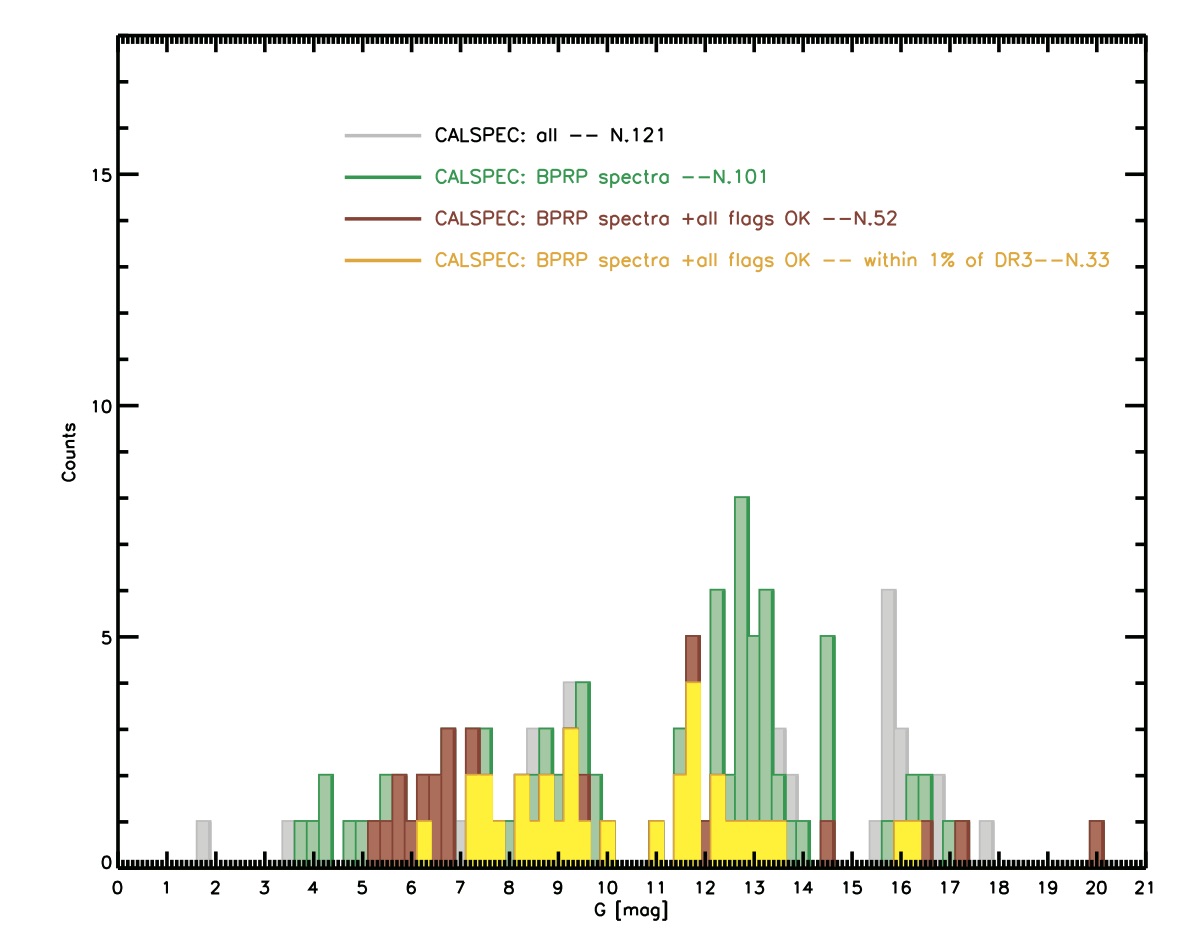 CALSPEC: all -- N.121
CALSPEC: BPRP spectra --N.101
CALSPEC: BPRP spectra +all flags OK --N.52
CALSPEC: BPRP spectra +all flags OK -- within 1% of DR3--N.33
15
10
5
0
Counts
0 1 2 3 4 5 6 7 8 9 10 11 12 13 14 15 16 17 18 19 20 21
G [mag]